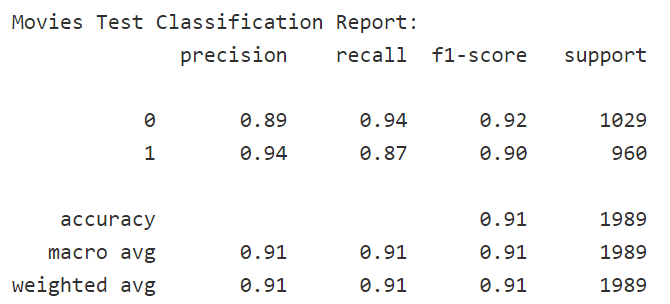 Movies Test Classification Report:
precision recall f1-score support
0 0.89 0.94 0.92 1029
1 0.94 0.87 0.90 960
accuracy 0.91 1989
macro avg 0.91 0.91 0.91 1989
weighted avg 0.91 0.91 0.91 1989